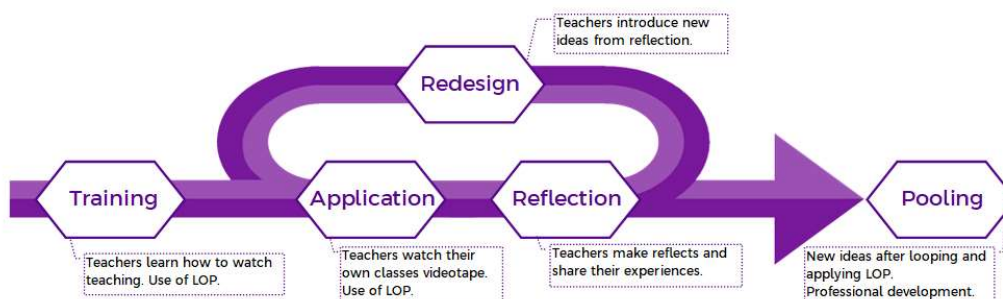 Teachers introduce new
ideas from reflection.
Redesign
Training
Application
Reflection
Pooling
Teachers learn how to watch
teaching. Use of LOP.
Teachers watch their
own classes videotape.
Use of LOP.
Teachers make reflects and
share their experiences.
New ideas after looping and
applying LOP.
Professional development.